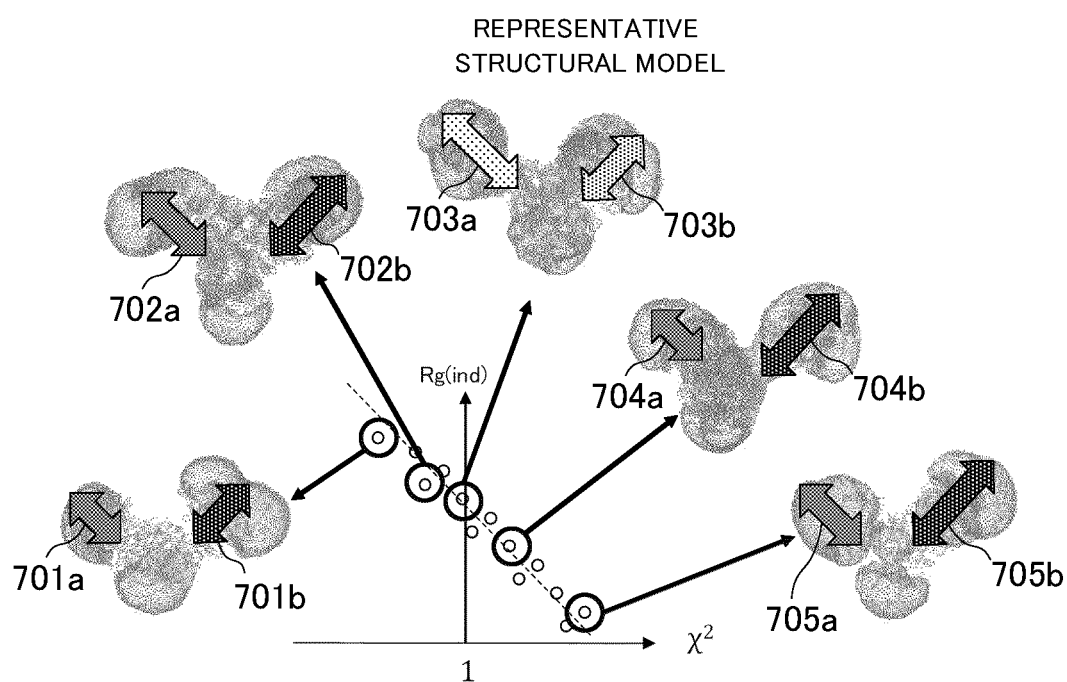 REPRESENTATIVE
STRUCTURAL MODEL
703a
703b
702a
702b
704a
704b
Rg(ind)
701a
701b
705a
705b
χ²
1